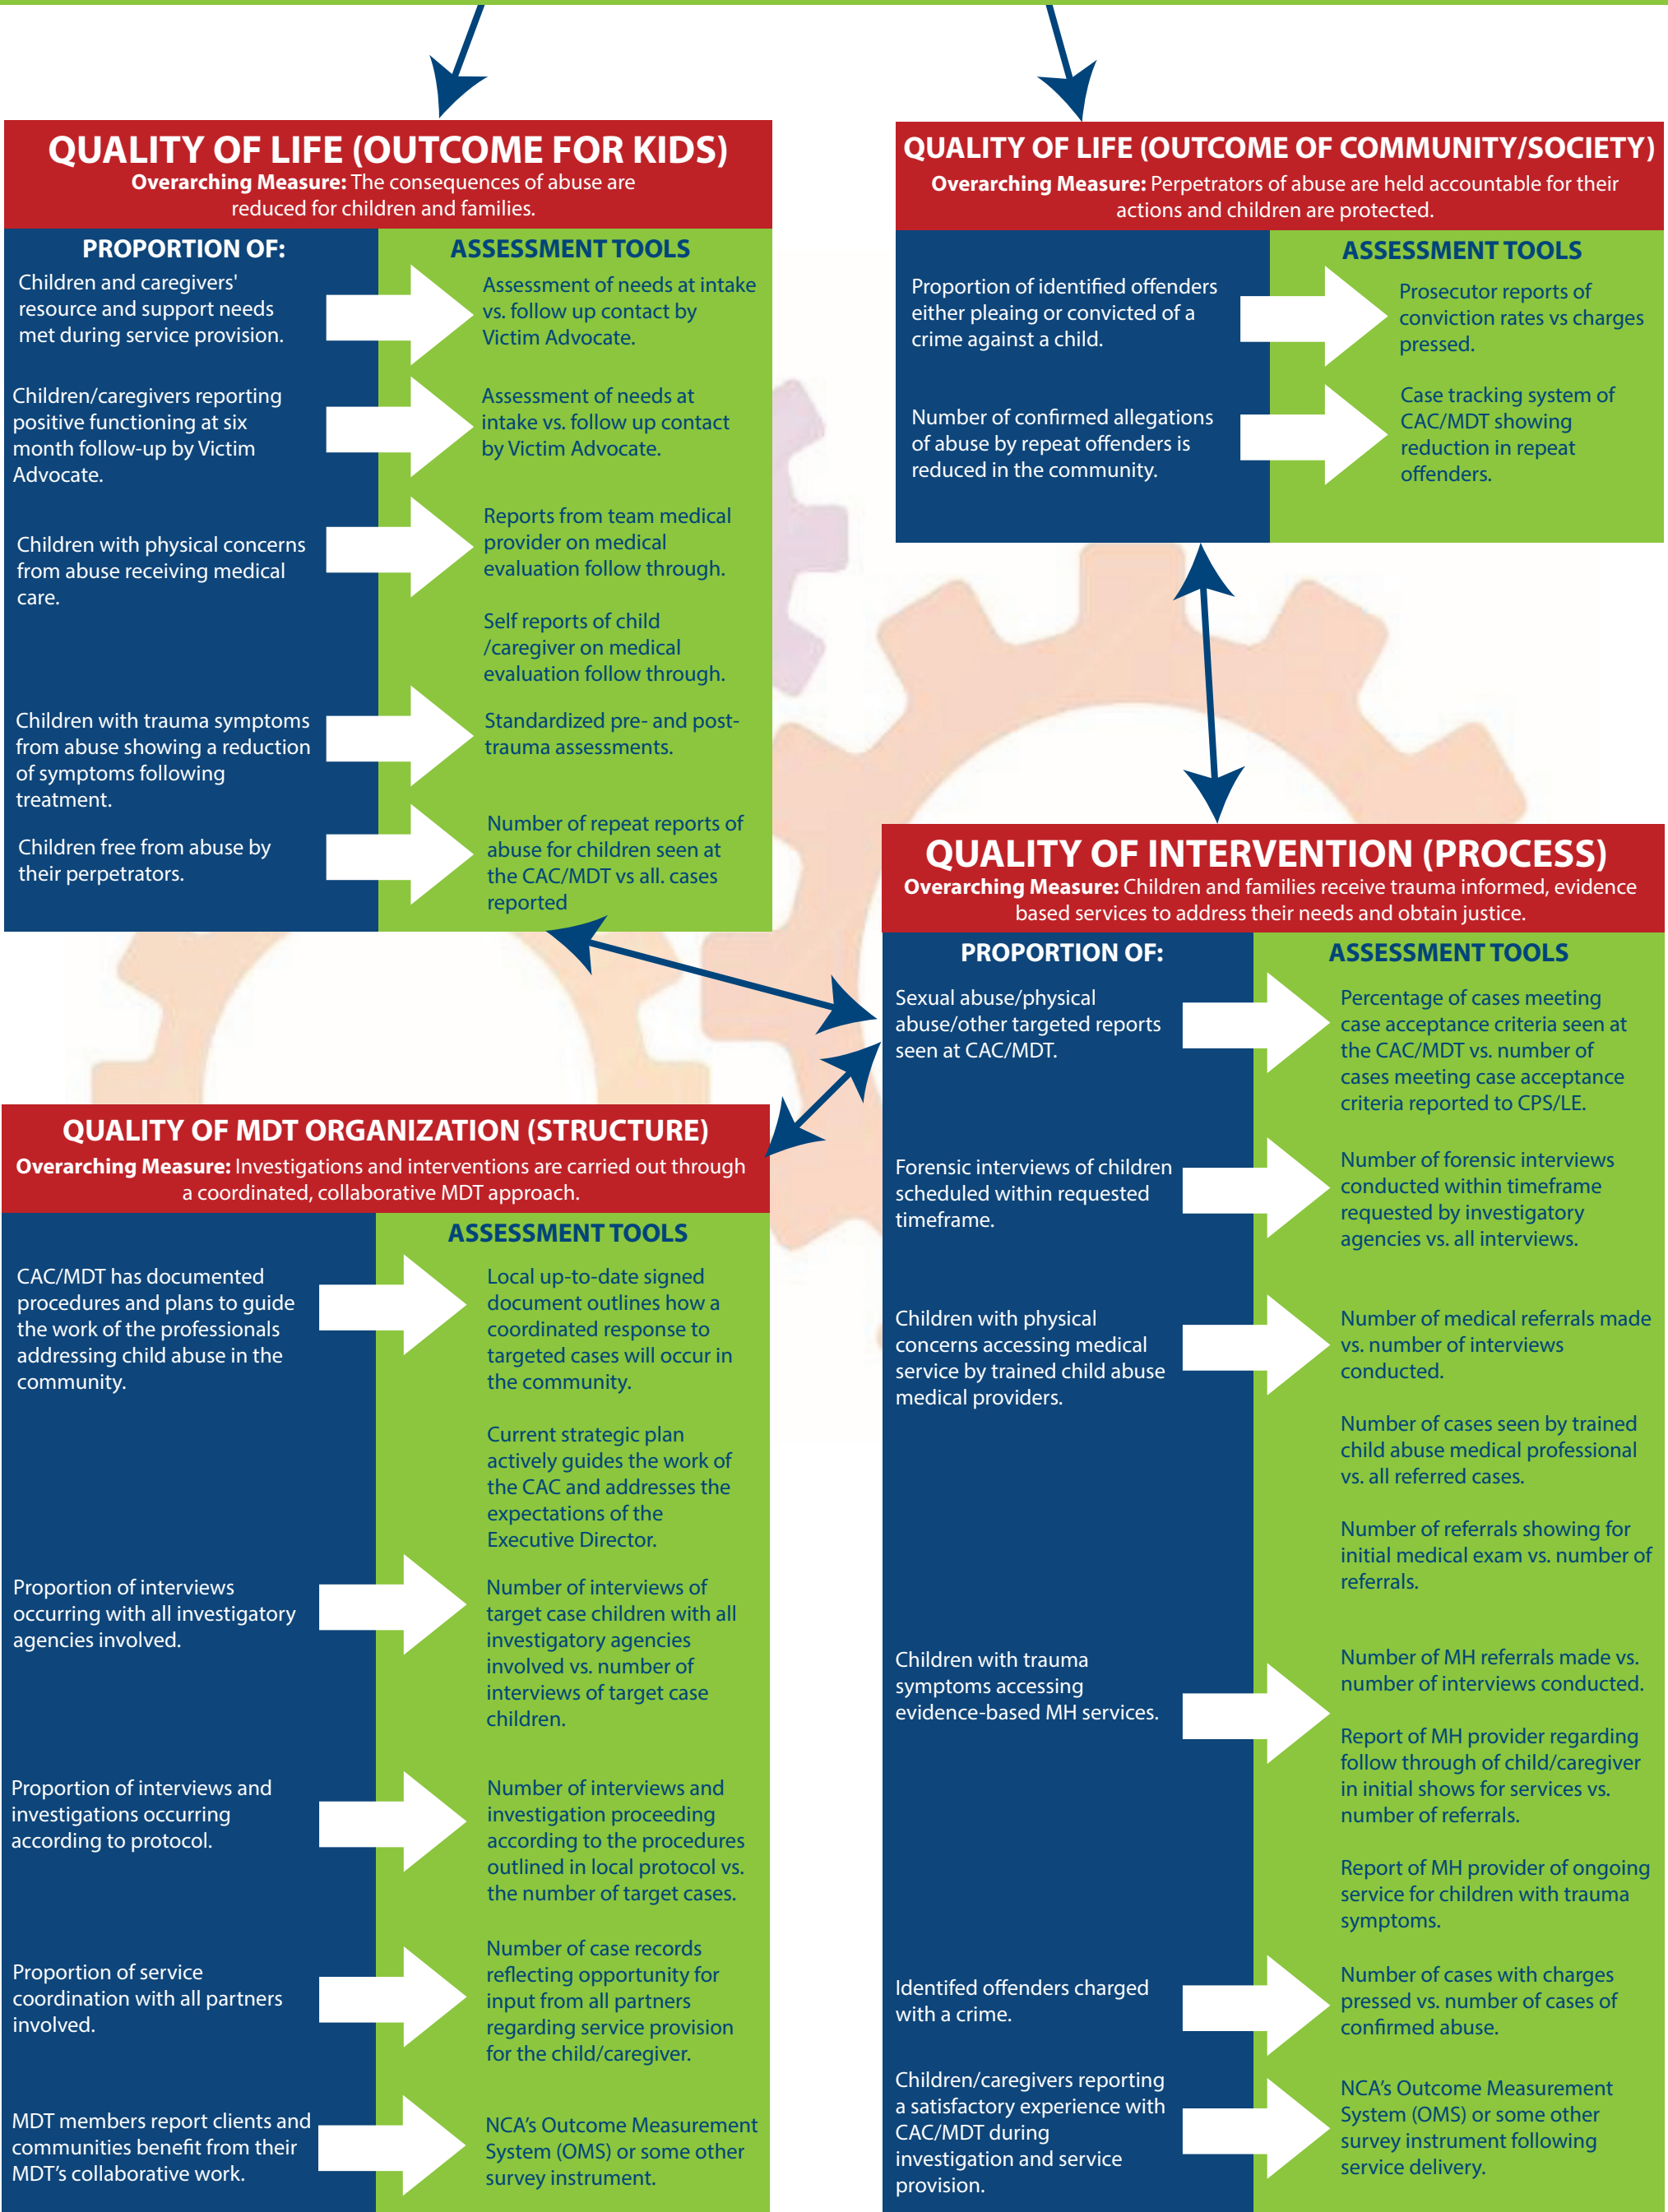 QUALITY OF LIFE (OUTCOME FOR KIDS)
Overarching Measure: The consequences of abuse are
reduced for children and families.
PROPORTION OF:
ASSESSMENT TOOLS
Children and caregivers'
resource and support needs
met during service provision.
Assessment of needs at intake
vs. follow up contact by
Victim Advocate.
Children/caregivers reporting
positive functioning at six
month follow-up by Victim
Advocate.
Assessment of needs at
intake vs. follow up contact
by Victim Advocate.
Children with physical concerns
from abuse receiving medical
care.
Reports from team medical
provider on medical
evaluation follow through.
Self reports of child
/caregiver on medical
evaluation follow through.
Children with trauma symptoms
from abuse showing a reduction
of symptoms following
treatment.
Standardized pre- and post-
trauma assessments.
Children free from abuse by
their perpetrators.
Number of repeat reports of
abuse for children seen at
the CAC/MDT vs all. cases
reported
QUALITY OF LIFE (OUTCOME OF COMMUNITY/SOCIETY)
Overarching Measure: Perpetrators of abuse are held accountable for their
actions and children are protected.
ASSESSMENT TOOLS
Proportion of identified offenders
either pleaing or convicted of a
crime against a child.
Prosecutor reports of
conviction rates vs charges
pressed.
Number of confirmed allegations
of abuse by repeat offenders is
reduced in the community.
Case tracking system of
CAC/MDT showing
reduction in repeat
offenders.
QUALITY OF MDT ORGANIZATION (STRUCTURE)
Overarching Measure: Investigations and interventions are carried out through
a coordinated, collaborative MDT approach.
ASSESSMENT TOOLS
CAC/MDT has documented
procedures and plans to guide
the work of the professionals
addressing child abuse in the
community.
Local up-to-date signed
document outlines how a
coordinated response to
targeted cases will occur in
the community.
Current strategic plan
actively guides the work of
the CAC and addresses the
expectations of the
Executive Director.
Proportion of interviews
occurring with all investigatory
agencies involved.
Number of interviews of
target case children with all
investigatory agencies
involved vs. number of
interviews of target case
children.
Proportion of interviews and
investigations occurring
according to protocol.
Number of interviews and
investigation proceeding
according to the procedures
outlined in local protocol vs.
the number of target cases.
Proportion of service
coordination with all partners
involved.
Number of case records
reflecting opportunity for
input from all partners
regarding service provision
for the child/caregiver.
MDT members report clients and
communities benefit from their
MDT's collaborative work.
NCA's Outcome Measurement
System (OMS) or some other
survey instrument.
QUALITY OF INTERVENTION (PROCESS)
Overarching Measure: Children and families receive trauma informed, evidence
based services to address their needs and obtain justice.
PROPORTION OF:
ASSESSMENT TOOLS
Sexual abuse/physical
abuse/other targeted reports
seen at CAC/MDT.
Percentage of cases meeting
case acceptance criteria seen at
the CAC/MDT vs. number of
cases meeting case acceptance
criteria reported to CPS/LE.
Forensic interviews of children
scheduled within requested
timeframe.
Number of forensic interviews
conducted within timeframe
requested by investigatory
agencies vs. all interviews.
Children with physical
concerns accessing medical
service by trained child abuse
medical providers.
Number of medical referrals made
vs. number of interviews
conducted.
Number of cases seen by trained
child abuse medical professional
vs. all referred cases.
Number of referrals showing for
initial medical exam vs. number of
referrals.
Children with trauma
symptoms accessing
evidence-based MH services.
Number of MH referrals made vs.
number of interviews conducted.
Report of MH provider regarding
follow through of child/caregiver
in initial shows for services vs.
number of referrals.
Report of MH provider of ongoing
service for children with trauma
symptoms.
Identifed offenders charged
with a crime.
Number of cases with charges
pressed vs. number of cases of
confirmed abuse.
Children/caregivers reporting
a satisfactory experience with
CAC/MDT during
investigation and service
provision.
NCA's Outcome Measurement
System (OMS) or some other
survey instrument following
service delivery.